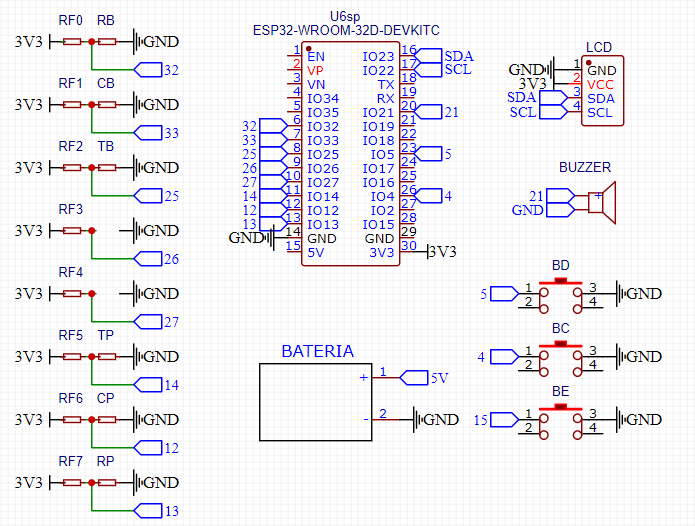 RF0 RB
3V3 GND
32
RF1 CB
3V3 GND
33
RF2 TB
3V3 GND
25
RF3
3V3 GND
26
RF4
3V3 GND
27
RF5 TP
3V3 GND
14
RF6 CP
3V3 GND
12
RF7 RP
3V3 GND
13
U6sp
ESP32-WROOM-32D-DEVKITC
1 EN IO23 16 SDA
2 VP IO22 17 SCL
3 VN TX 18
4 IO34 RX 19
5 IO35 IO21 20 21
32 6 IO32 IO19 21
33 7 IO33 IO18 22
25 8 IO25 IO5 23 5
26 9 IO26 IO17 24
27 10 IO27 IO16 25
14 11 IO14 IO4 26 4
12 12 IO12 IO2 27
13 13 IO13 IO15 28
GND 14 GND GND 29
15 5V 3V3 30 3V3
BATERIA
+ 1 5V
- 2 GND
LCD
GND 1 GND
3V3 2 VCC
SDA 3 SDA
SCL 4 SCL
BUZZER
21 +
GND
BD
5 1 3 GND
2 4
BC
4 1 3 GND
2 4
BE
15 1 3 GND
2 4